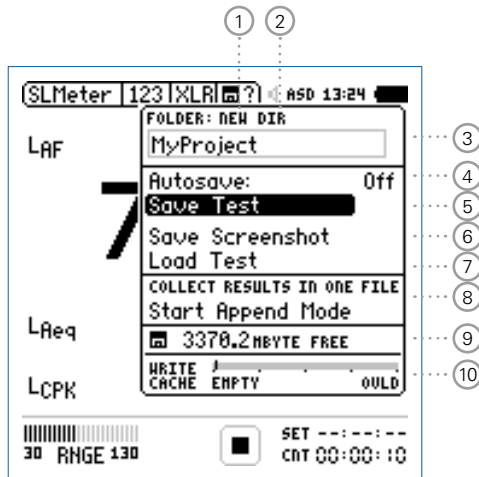 1 2
SLMeter 123 XLR ? ASD 13:24
FOLDER: NEW DIR
MyProject
3
LAF
Autosave: Off
4
7
Save Test
5
Save Screenshot
6
Load Test
7
COLLECT RESULTS IN ONE FILE
Start Append Mode
8
LAeq
3370.2 MBYTE FREE
9
WRITE CACHE EMPTY OVLD
10
LCPK
30 RNGE 130
SET --:--:--
CNT 00:00:10